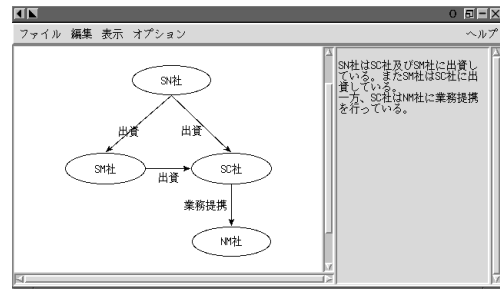 ファイル 編集 表示 オプション ヘルプ
SN社
出資 出資
SM社 出資 SC社
業務提携
NM社
SN社はSC社及びSM社に出資し
ている。またSM社はSC社に出
資している。
一方、SC社はNM社に業務提携
を行っている。